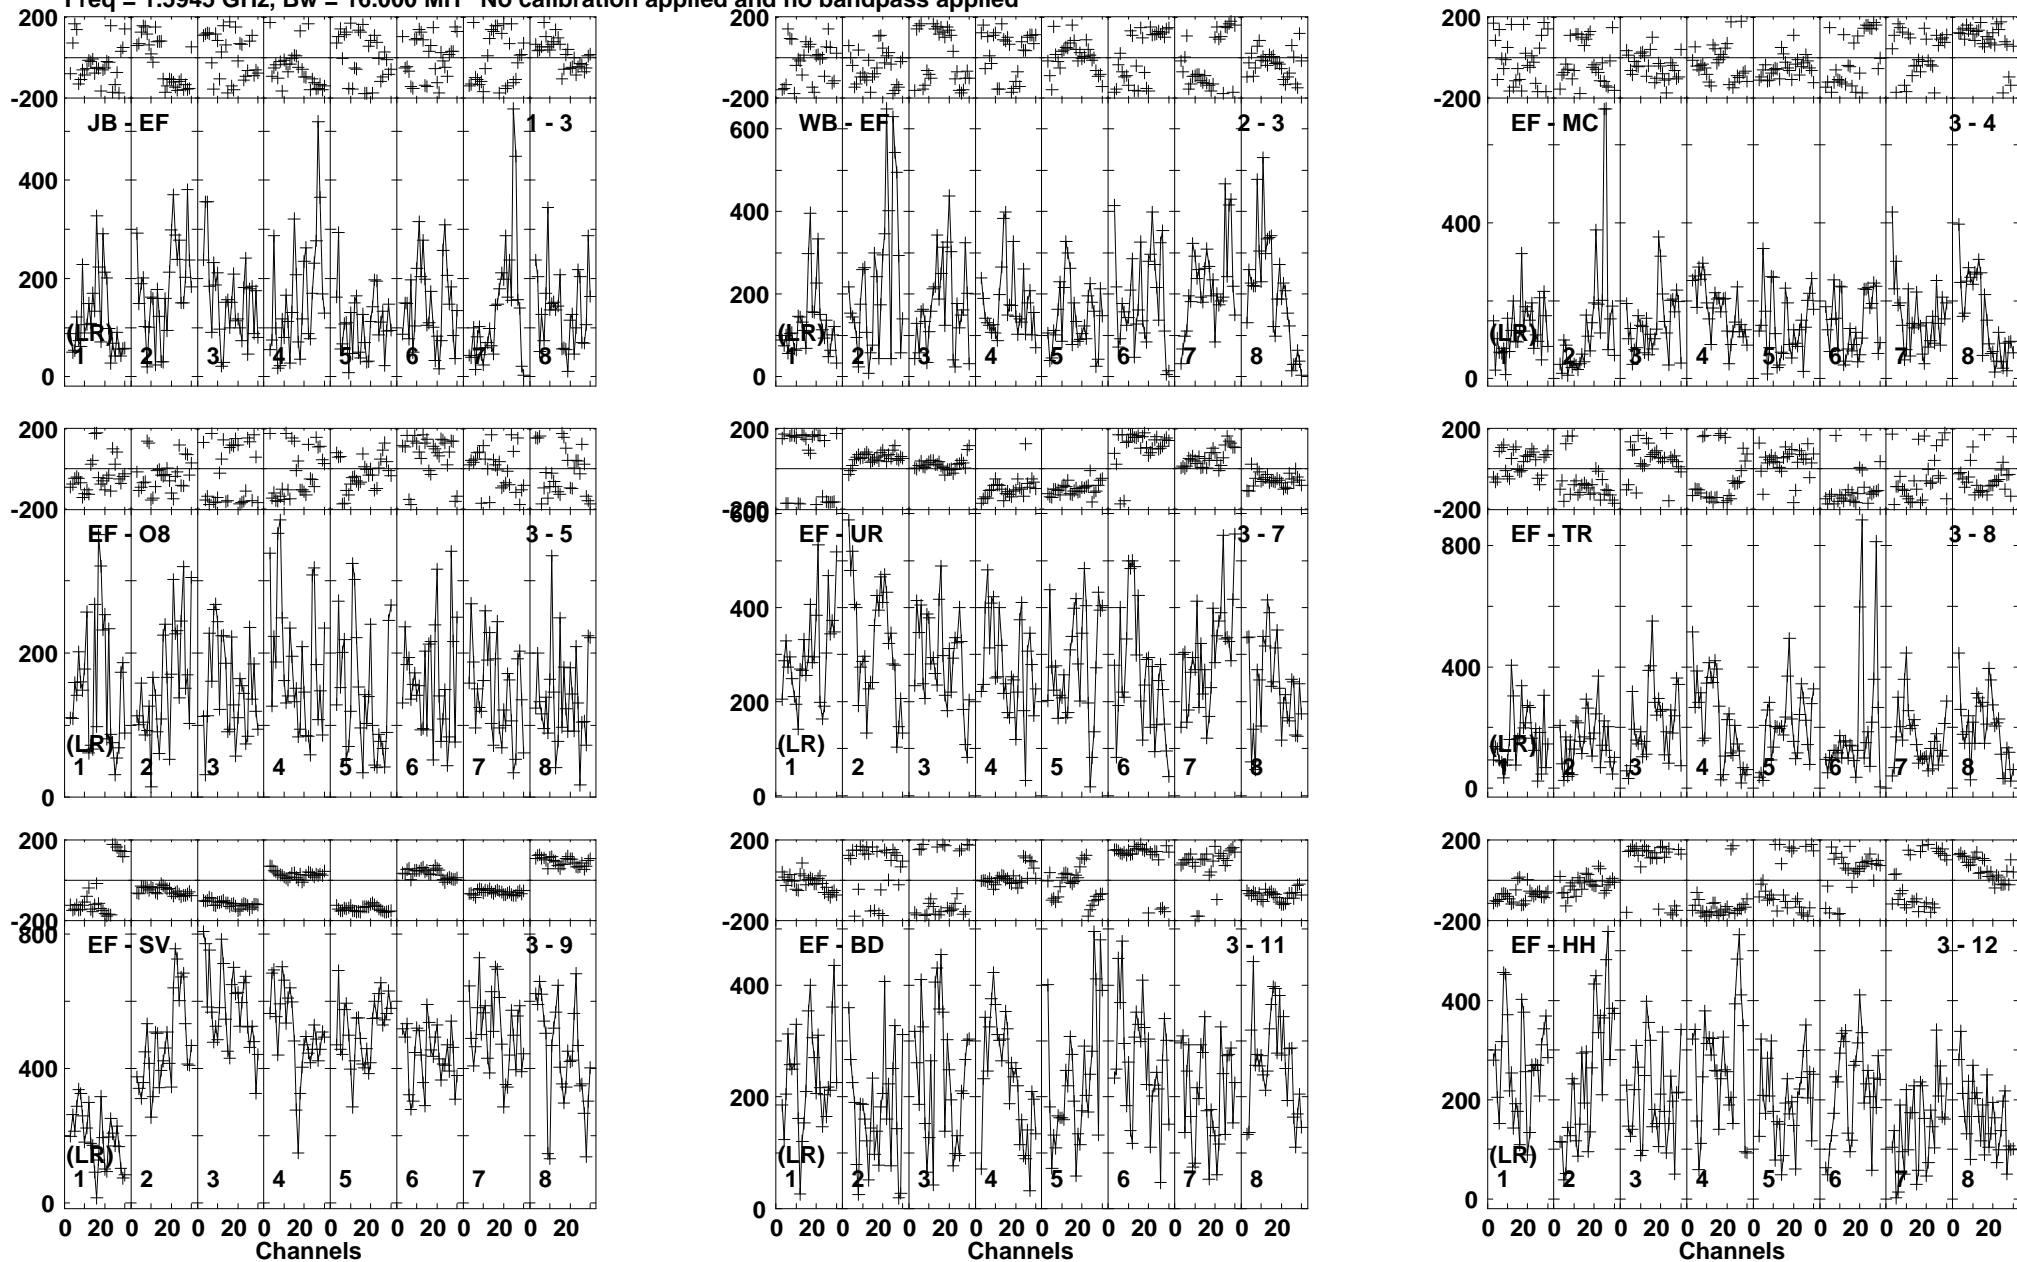 Freq = 1.5945 GHz, Bw = 16.000 MH No calibration applied and no bandpass applied
200 200 200
-200 -200 -200
JB - EF 1 - 3 WB - EF 2 - 3 EF - MC 3 - 4
600
400 400 400
200 200
(LR) (LR) (LR)
1 2 3 4 5 6 7 8 1 2 3 4 5 6 7 8 1 2 3 4 5 6 7 8
0 0 0
200 200 200
-200 -200 -200
600
EF - O8 3 - 5 EF - UR 3 - 7 EF - TR 3 - 8
800
400 400
200 200
(LR) (LR) (LR)
1 2 3 4 5 6 7 8 1 2 3 4 5 6 7 8 1 2 3 4 5 6 7 8
0 0 0
200 200 200
-200 -200 -200
800
EF - SV 3 - 9 EF - BD 3 - 11 EF - HH 3 - 12
400 400 400
200 200
(LR) (LR) (LR)
1 2 3 4 5 6 7 8 1 2 3 4 5 6 7 8 1 2 3 4 5 6 7 8
0 0 0
0 20 0 20 0 20 0 20 0 20 0 20 0 20 0 20 0 20 0 20 0 20 0 20 0 20 0 20 0 20 0 20 0 20 0 20 0 20 0 20 0 20 0 20 0 20 0 20
Channels Channels Channels